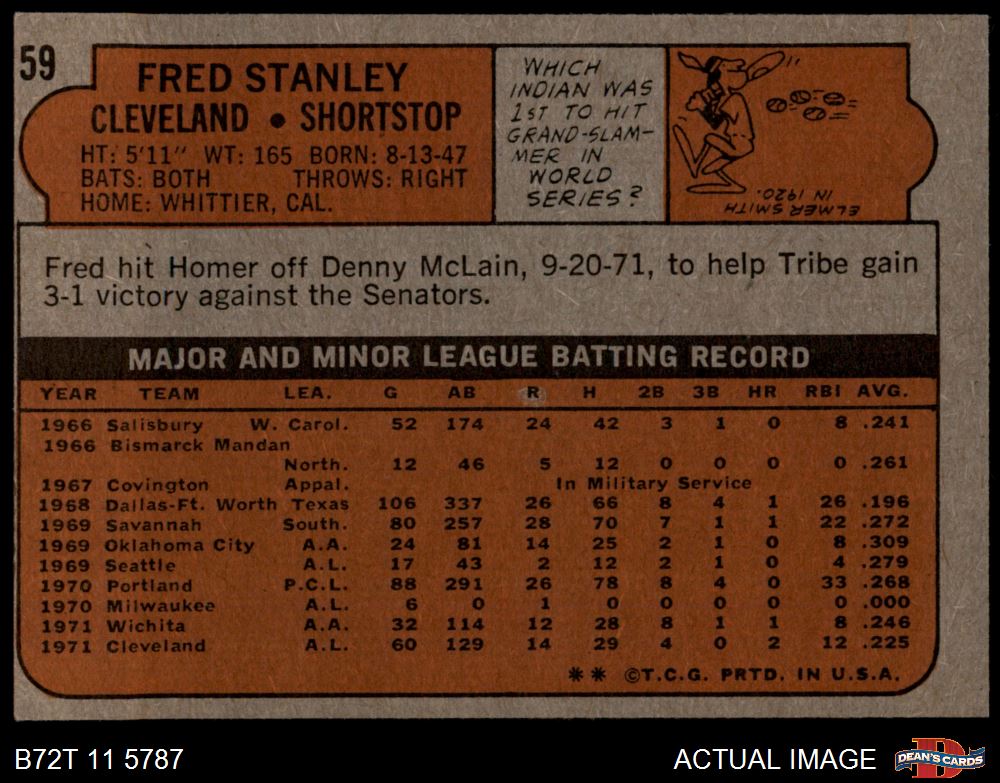 59
FRED STANLEY
CLEVELAND • SHORTSTOP
HT: 5'11" WT: 165 BORN: 8-13-47
BATS: BOTH THROWS: RIGHT
HOME: WHITTIER, CAL.
WHICH
INDIAN WAS
1ST TO HIT
GRAND-SLAM-
MER IN
WORLD
SERIES?
ELMER SMITH
IN 1920.
Fred hit Homer off Denny McLain, 9-20-71, to help Tribe gain
3-1 victory against the Senators.
MAJOR AND MINOR LEAGUE BATTING RECORD
YEAR TEAM LEA. G AB R H 2B 3B HR RBI AVG.
1966 Salisbury W. Carol. 52 174 24 42 3 1 0 8 .241
1966 Bismarck Mandan
North. 12 46 5 12 0 0 0 0 .261
1967 Covington Appal. In Military Service
1968 Dallas-Ft. Worth Texas 106 337 26 66 8 4 1 26 .196
1969 Savannah South. 80 257 28 70 7 1 1 22 .272
1969 Oklahoma City A.A. 24 81 14 25 2 1 0 8 .309
1969 Seattle A.L. 17 43 2 12 2 1 0 4 .279
1970 Portland P.C.L. 88 291 26 78 8 4 0 33 .268
1970 Milwaukee A.L. 6 0 1 0 0 0 0 0 .000
1971 Wichita A.A. 32 114 12 28 8 1 1 8 .246
1971 Cleveland A.L. 60 129 14 29 4 0 2 12 .225
** ©T.C.G. PRTD. IN U.S.A.
B72T 11 5787
ACTUAL IMAGE
D
DEAN'S CARDS